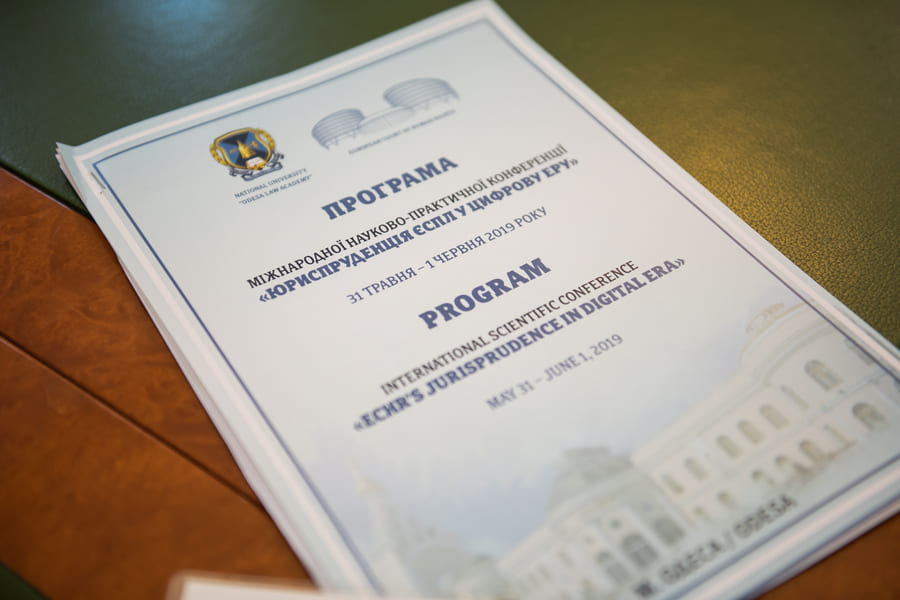 NATIONAL UNIVERSITY
"ODESA LAW ACADEMY"
EUROPEAN COURT OF HUMAN RIGHTS
ПРОГРАМА
МІЖНАРОДНОЇ НАУКОВО-ПРАКТИЧНОЇ КОНФЕРЕНЦІЇ
«ЮРИСПРУДЕНЦІЯ ЄСПЛ У ЦИФРОВУ ЕРУ»
31 ТРАВНЯ – 1 ЧЕРВНЯ 2019 РОКУ
PROGRAM
INTERNATIONAL SCIENTIFIC CONFERENCE
«ECHR'S JURISPRUDENCE IN DIGITAL ERA»
MAY 31 – JUNE 1, 2019
М. ОДЕСА / ODESA